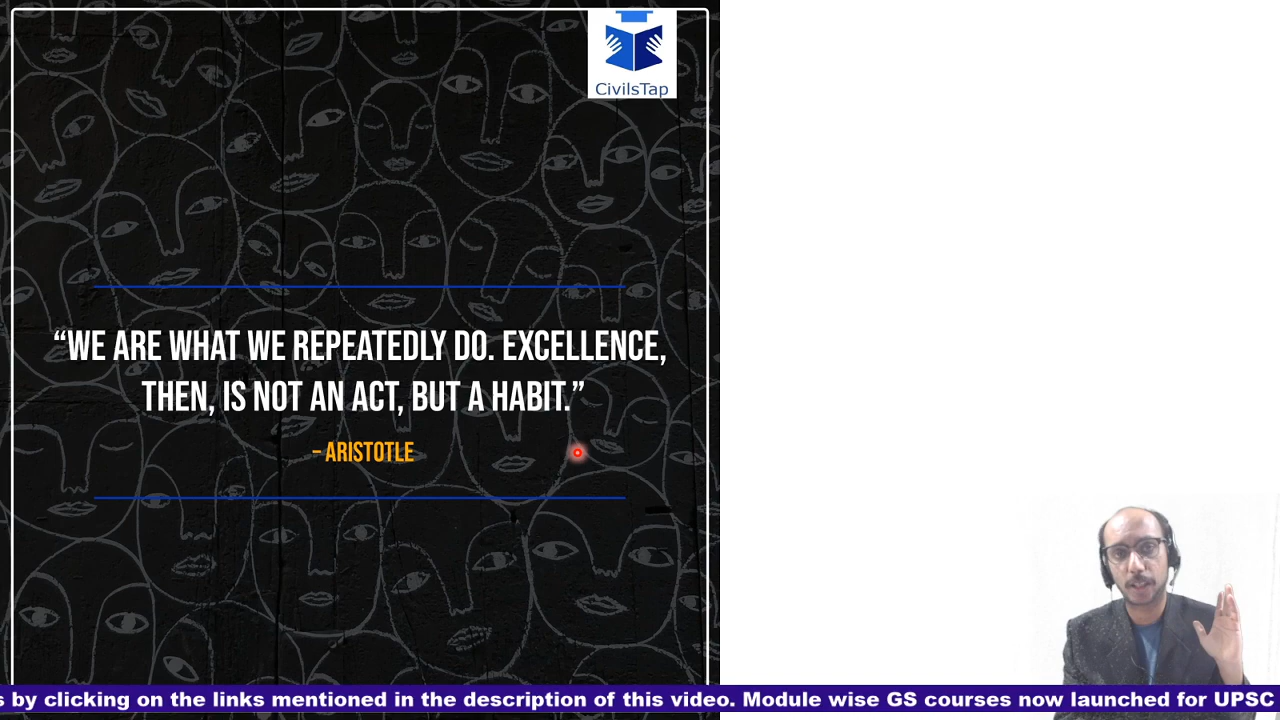 CivilsTap
“WE ARE WHAT WE REPEATEDLY DO. EXCELLENCE,
THEN, IS NOT AN ACT, BUT A HABIT.”
– ARISTOTLE
s by clicking on the links mentioned in the description of this video. Module wise GS courses now launched for UPSC